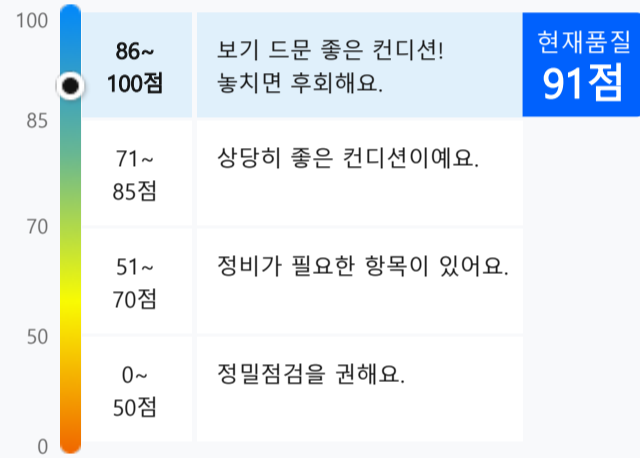 100
86~
100점
보기 드문 좋은 컨디션!
놓치면 후회해요.
현재품질
91점
85
71~
85점
상당히 좋은 컨디션이예요.
70
51~
70점
정비가 필요한 항목이 있어요.
50
0~
50점
정밀점검을 권해요.
0